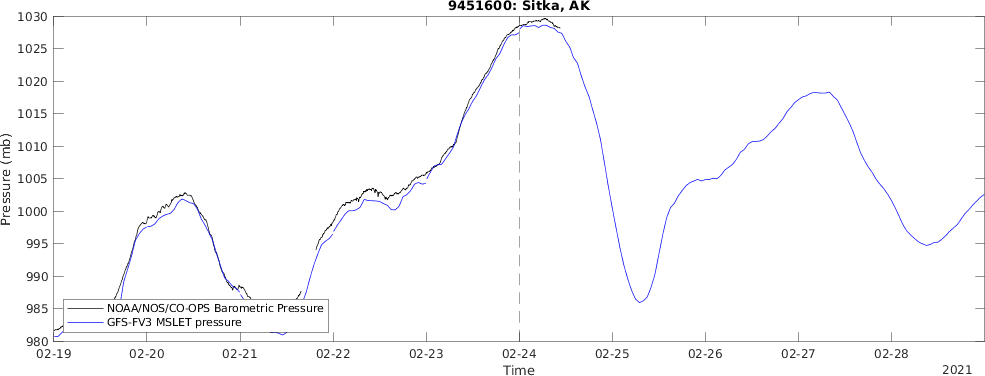 9451600: Sitka, AK
Pressure (mb)
1030
1025
1020
1015
1010
1005
1000
995
990
985
980
NOAA/NOS/CO-OPS Barometric Pressure
GFS-FV3 MSLET pressure
02-19 02-20 02-21 02-22 02-23 02-24 02-25 02-26 02-27 02-28
Time
2021